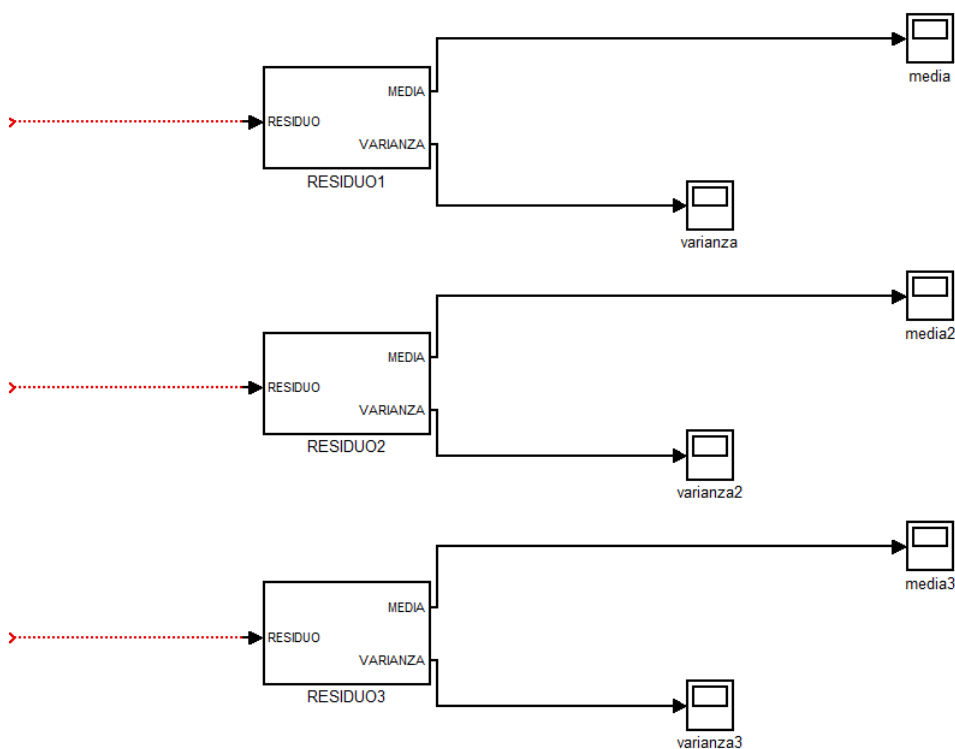 media
MEDIA
RESIDUO
VARIANZA
RESIDUO1
varianza
media2
MEDIA
RESIDUO
VARIANZA
RESIDUO2
varianza2
media3
MEDIA
RESIDUO
VARIANZA
RESIDUO3
varianza3